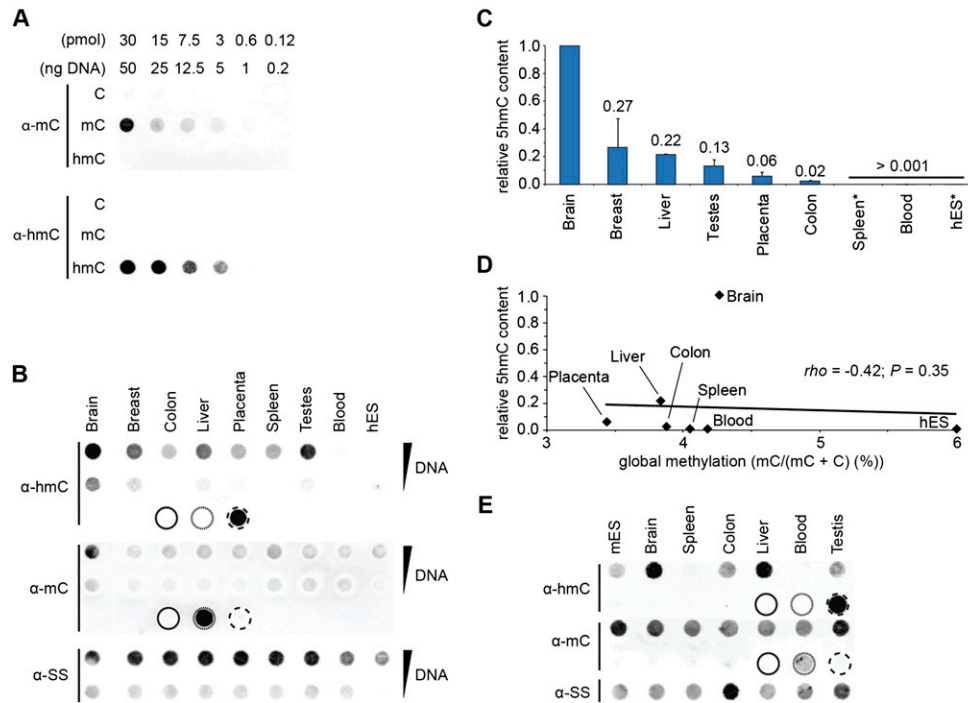 A
(pmol) 30 15 7.5 3 0.6 0.12
(ng DNA) 50 25 12.5 5 1 0.2
C
α-mC mC
hmC
C
α-hmC mC
hmC
B
Brain Breast Colon Liver Placenta Spleen Testes Blood hES
α-hmC DNA
α-mC DNA
α-SS DNA
C
relative 5hmC content
1.0
0.8
0.6
0.4
0.2
0.0
0.27
0.22
0.13
0.06
0.02
> 0.001
Brain Breast Liver Testes Placenta Colon Spleen* Blood hES*
D
relative 5hmC content
1.0
0.8
0.6
0.4
0.2
0.0
Brain
Liver
Colon
Placenta
Spleen
Blood
hES
rho = -0.42; P = 0.35
3 4 5 6
global methylation (mC/(mC + C) (%))
E
mES Brain Spleen Colon Liver Blood Testis
α-hmC
α-mC
α-SS